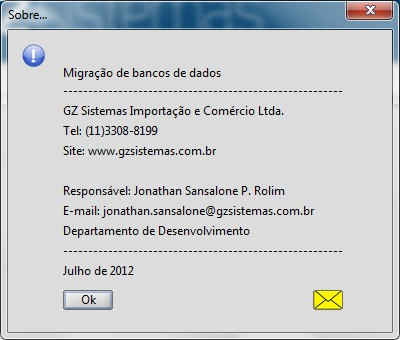 Sobre...
Migração de bancos de dados
------------------------------------------------------------
GZ Sistemas Importação e Comércio Ltda.
Tel: (11)3308-8199
Site: www.gzsistemas.com.br
Responsável: Jonathan Sansalone P. Rolim
E-mail: jonathan.sansalone@gzsistemas.com.br
Departamento de Desenvolvimento
------------------------------------------------------------
Julho de 2012
Ok